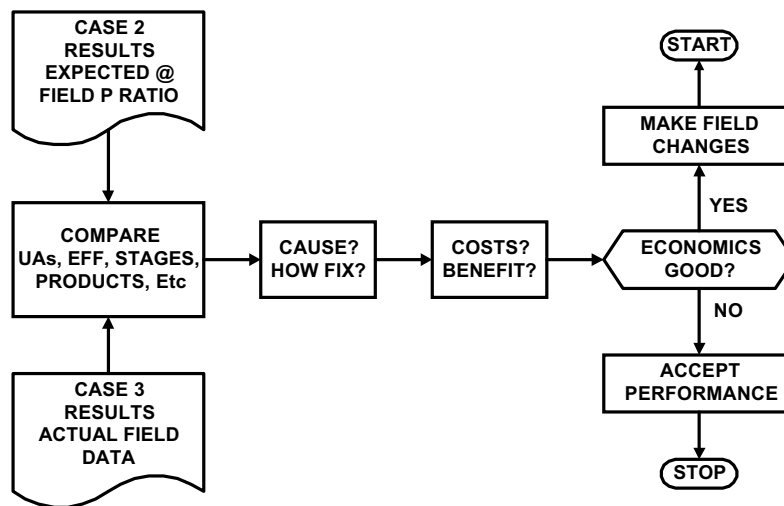 CASE 2
RESULTS
EXPECTED @
FIELD P RATIO
COMPARE
UAs, EFF, STAGES,
PRODUCTS, Etc
CASE 3
RESULTS
ACTUAL FIELD
DATA
CAUSE?
HOW FIX?
COSTS?
BENEFIT?
START
MAKE FIELD
CHANGES
YES
ECONOMICS
GOOD?
NO
ACCEPT
PERFORMANCE
STOP